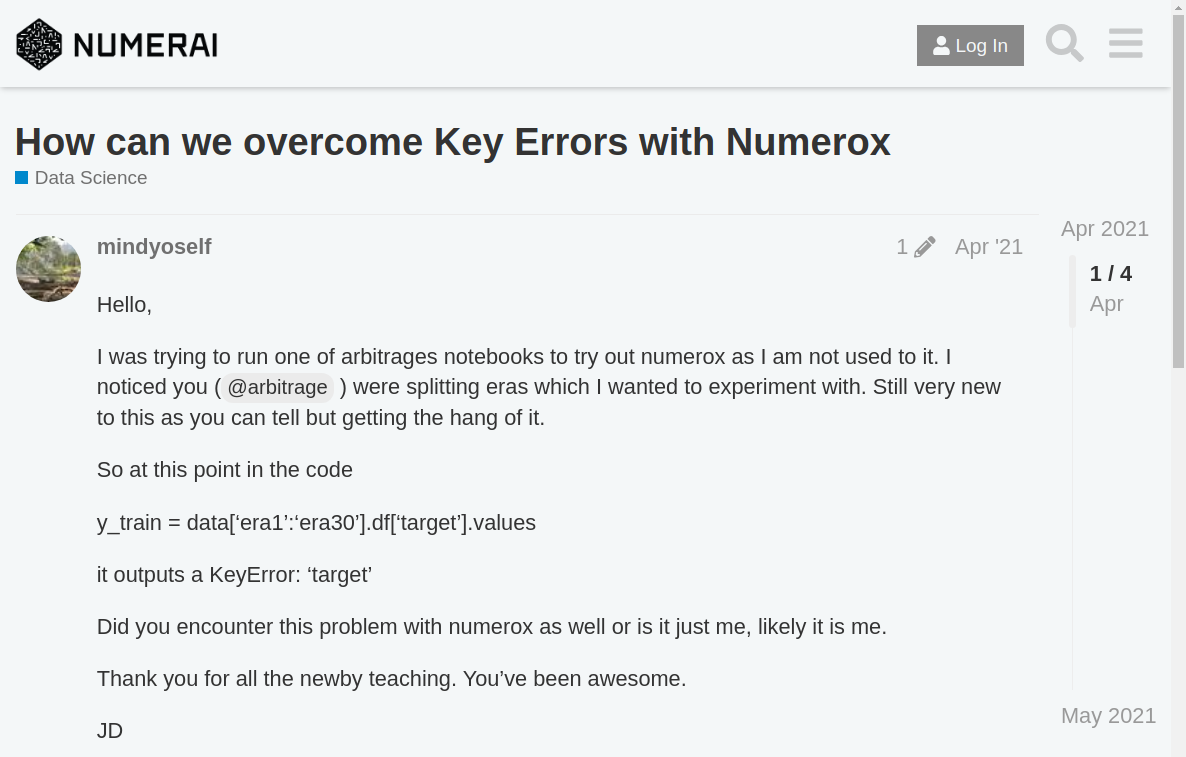 NUMERAI
Log In
How can we overcome Key Errors with Numerox
Data Science
mindyoself
1
Apr '21
Hello,
I was trying to run one of arbitrages notebooks to try out numerox as I am not used to it. I
noticed you ( @arbitrage ) were splitting eras which I wanted to experiment with. Still very new
to this as you can tell but getting the hang of it.
So at this point in the code
y_train = data[‘era1’:‘era30’].df[‘target’].values
it outputs a KeyError: ‘target’
Did you encounter this problem with numerox as well or is it just me, likely it is me.
Thank you for all the newby teaching. You’ve been awesome.
JD
Apr 2021
1 / 4
Apr
May 2021